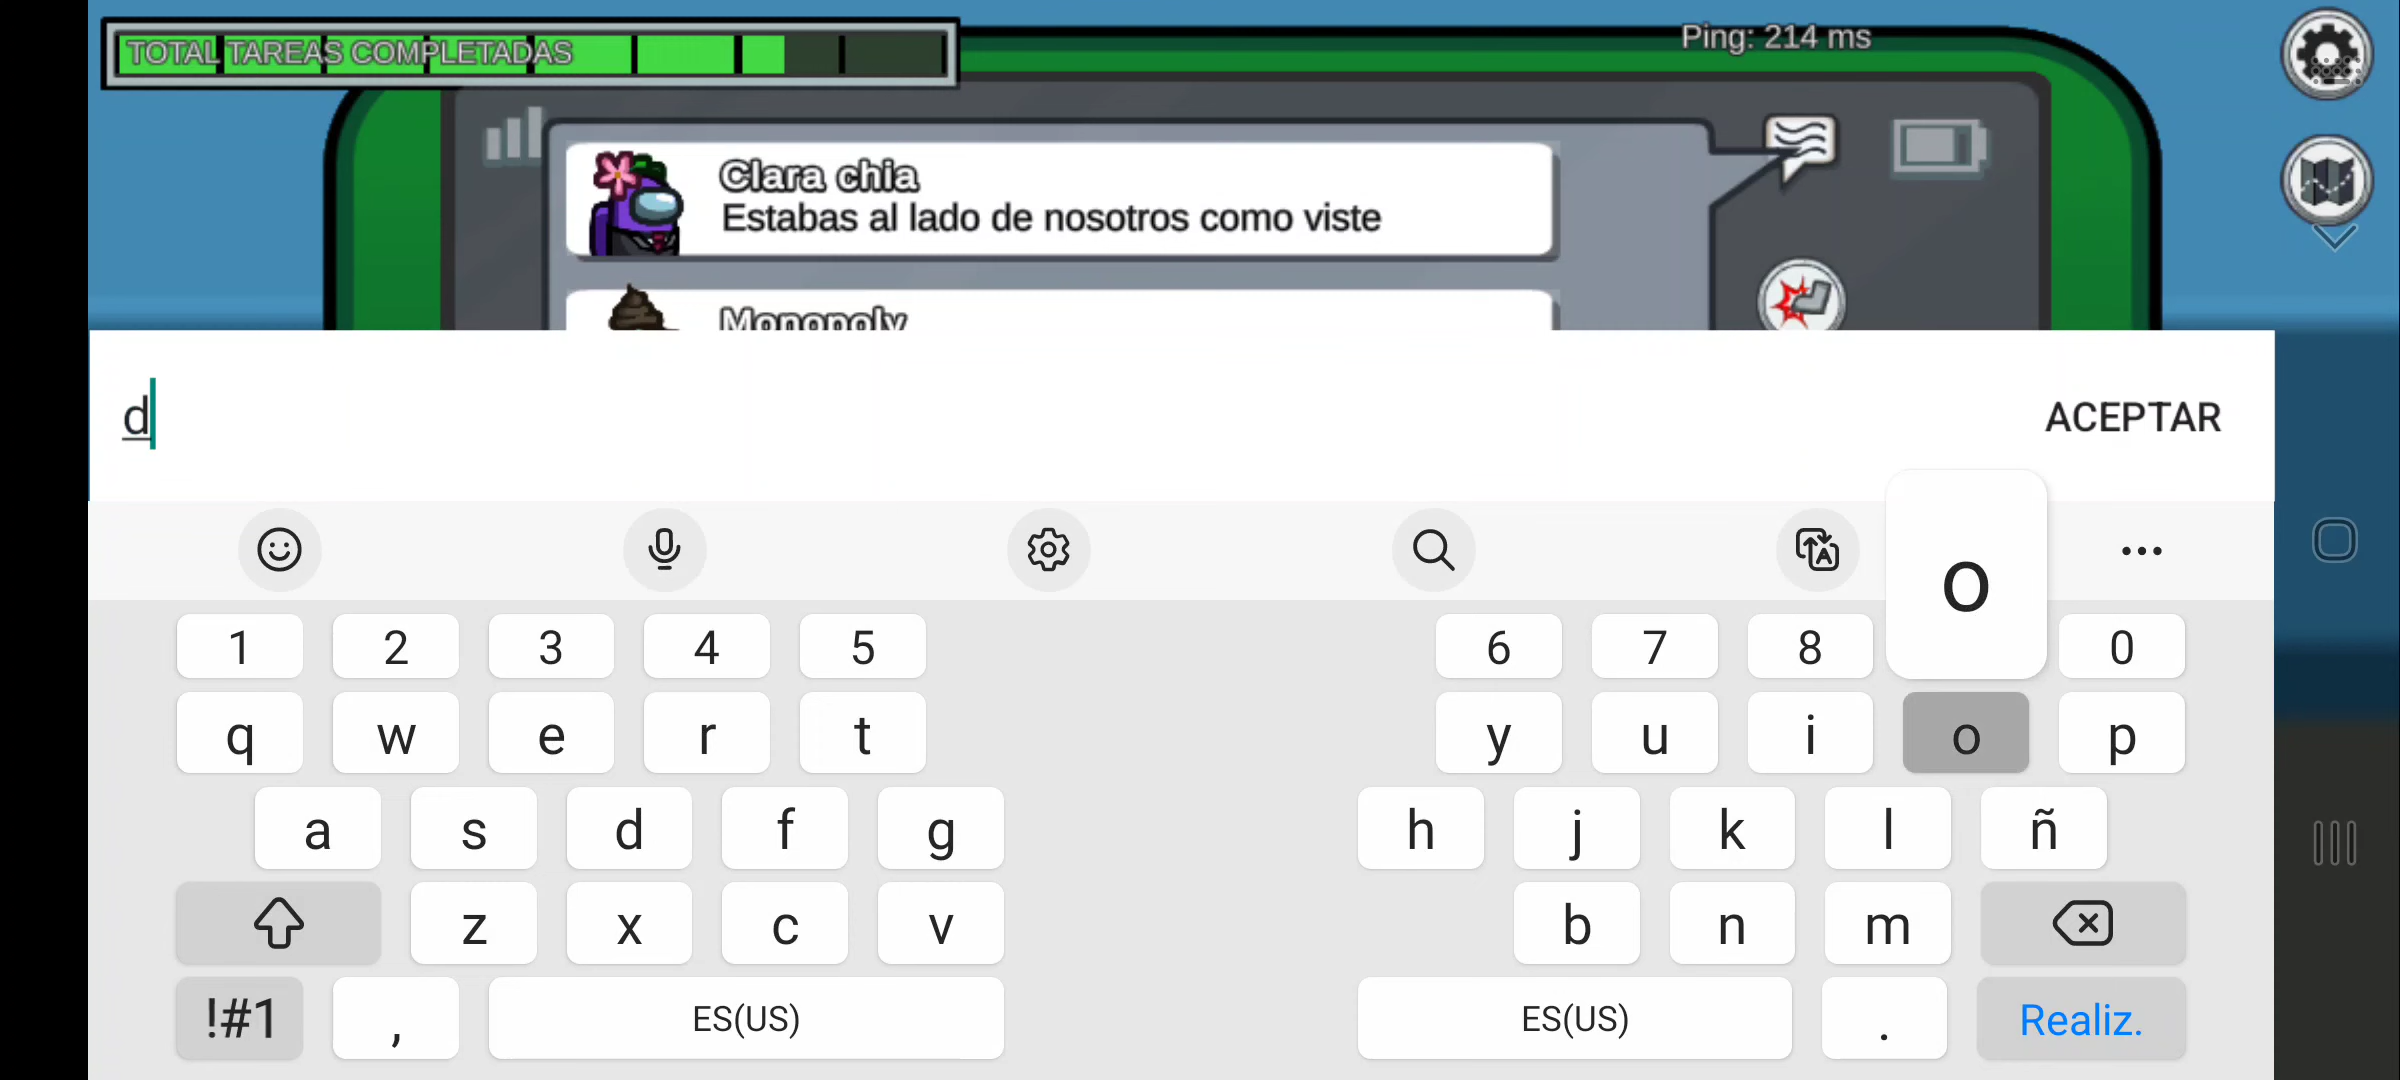 TOTAL TAREAS COMPLETADAS
Ping: 214 ms
Clara chia
Estabas al lado de nosotros como viste
Monopoly
d
ACEPTAR
o
1 2 3 4 5 6 7 8 0
q w e r t y u i o p
a s d f g h j k l ñ
z x c v b n m
!#1 , ES(US) ES(US) . Realiz.